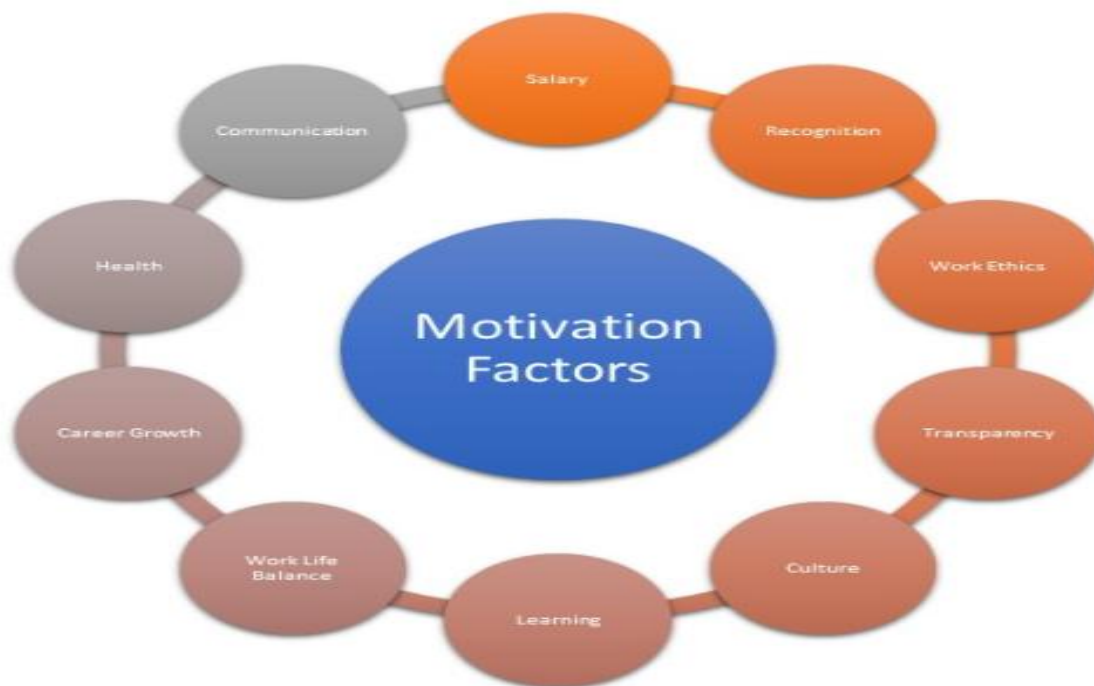 Salary
Recognition
Work Ethics
Transparency
Culture
Learning
Work Life
Balance
Career Growth
Health
Communication
Motivation
Factors